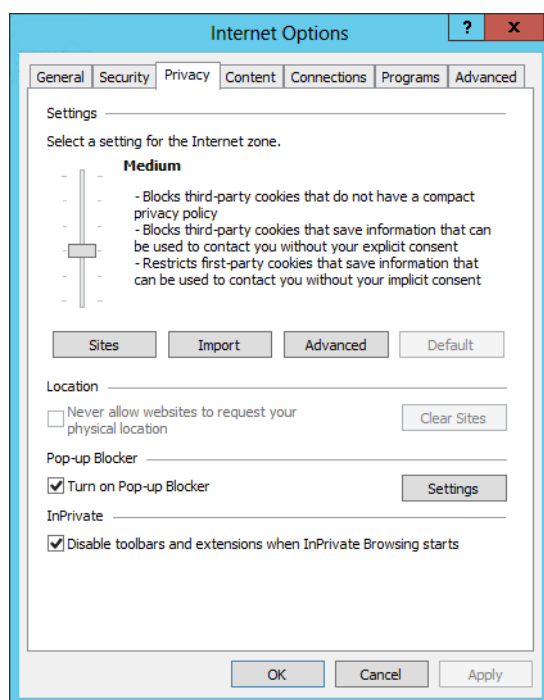 Internet Options
?
x
General Security Privacy Content Connections Programs Advanced
Settings
Select a setting for the Internet zone.
Medium
- Blocks third-party cookies that do not have a compact
privacy policy
- Blocks third-party cookies that save information that can
be used to contact you without your explicit consent
- Restricts first-party cookies that save information that
can be used to contact you without your implicit consent
Sites Import Advanced Default
Location
Never allow websites to request your
physical location
Clear Sites
Pop-up Blocker
Turn on Pop-up Blocker
Settings
InPrivate
Disable toolbars and extensions when InPrivate Browsing starts
OK Cancel Apply